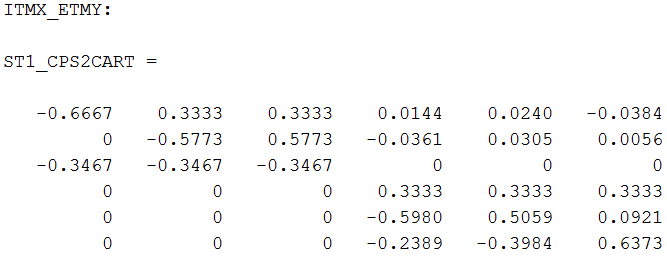 ITMX_ETMY:
ST1_CPS2CART =
-0.6667 0.3333 0.3333 0.0144 0.0240 -0.0384
0 -0.5773 0.5773 -0.0361 0.0305 0.0056
-0.3467 -0.3467 -0.3467 0 0 0
0 0 0 0.3333 0.3333 0.3333
0 0 0 -0.5980 0.5059 0.0921
0 0 0 -0.2389 -0.3984 0.6373